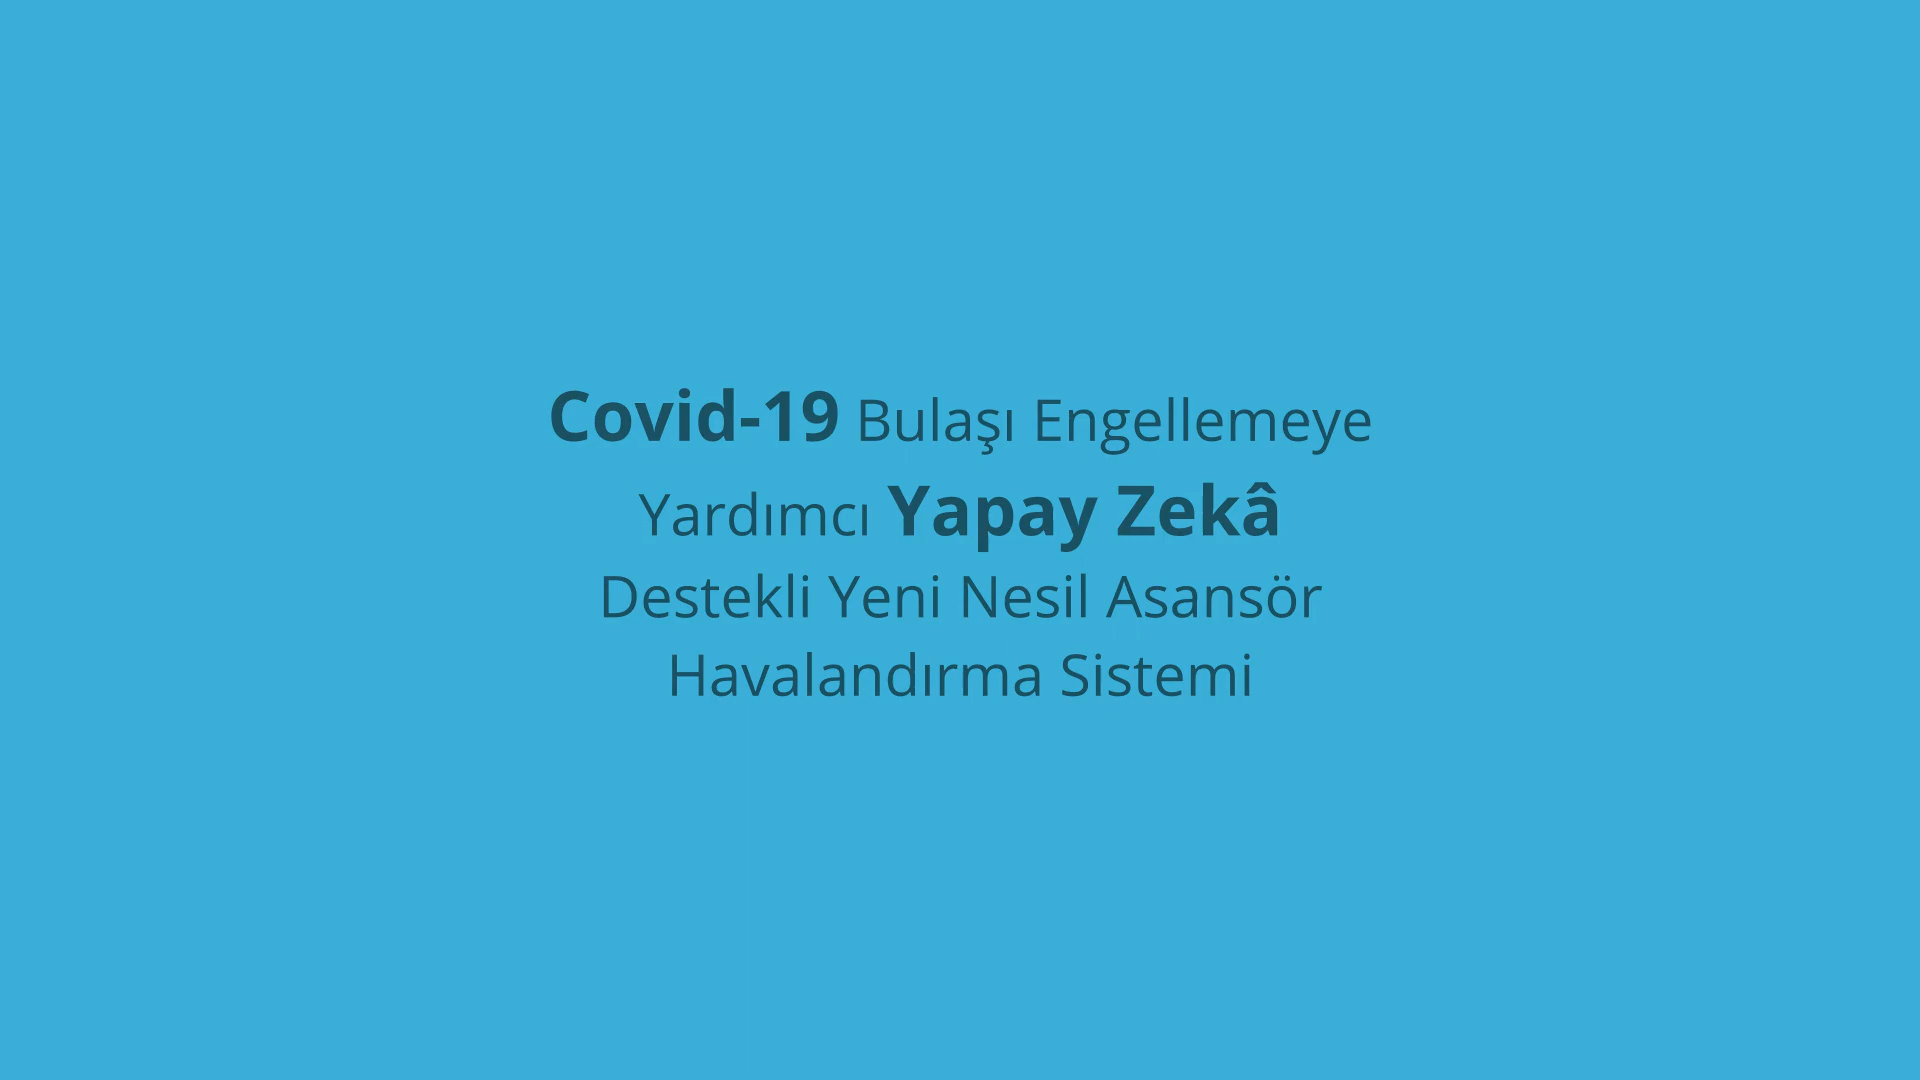 Covid-19 Bulaşı Engellemeye
Yardımcı Yapay Zekâ
Destekli Yeni Nesil Asansör
Havalandırma Sistemi